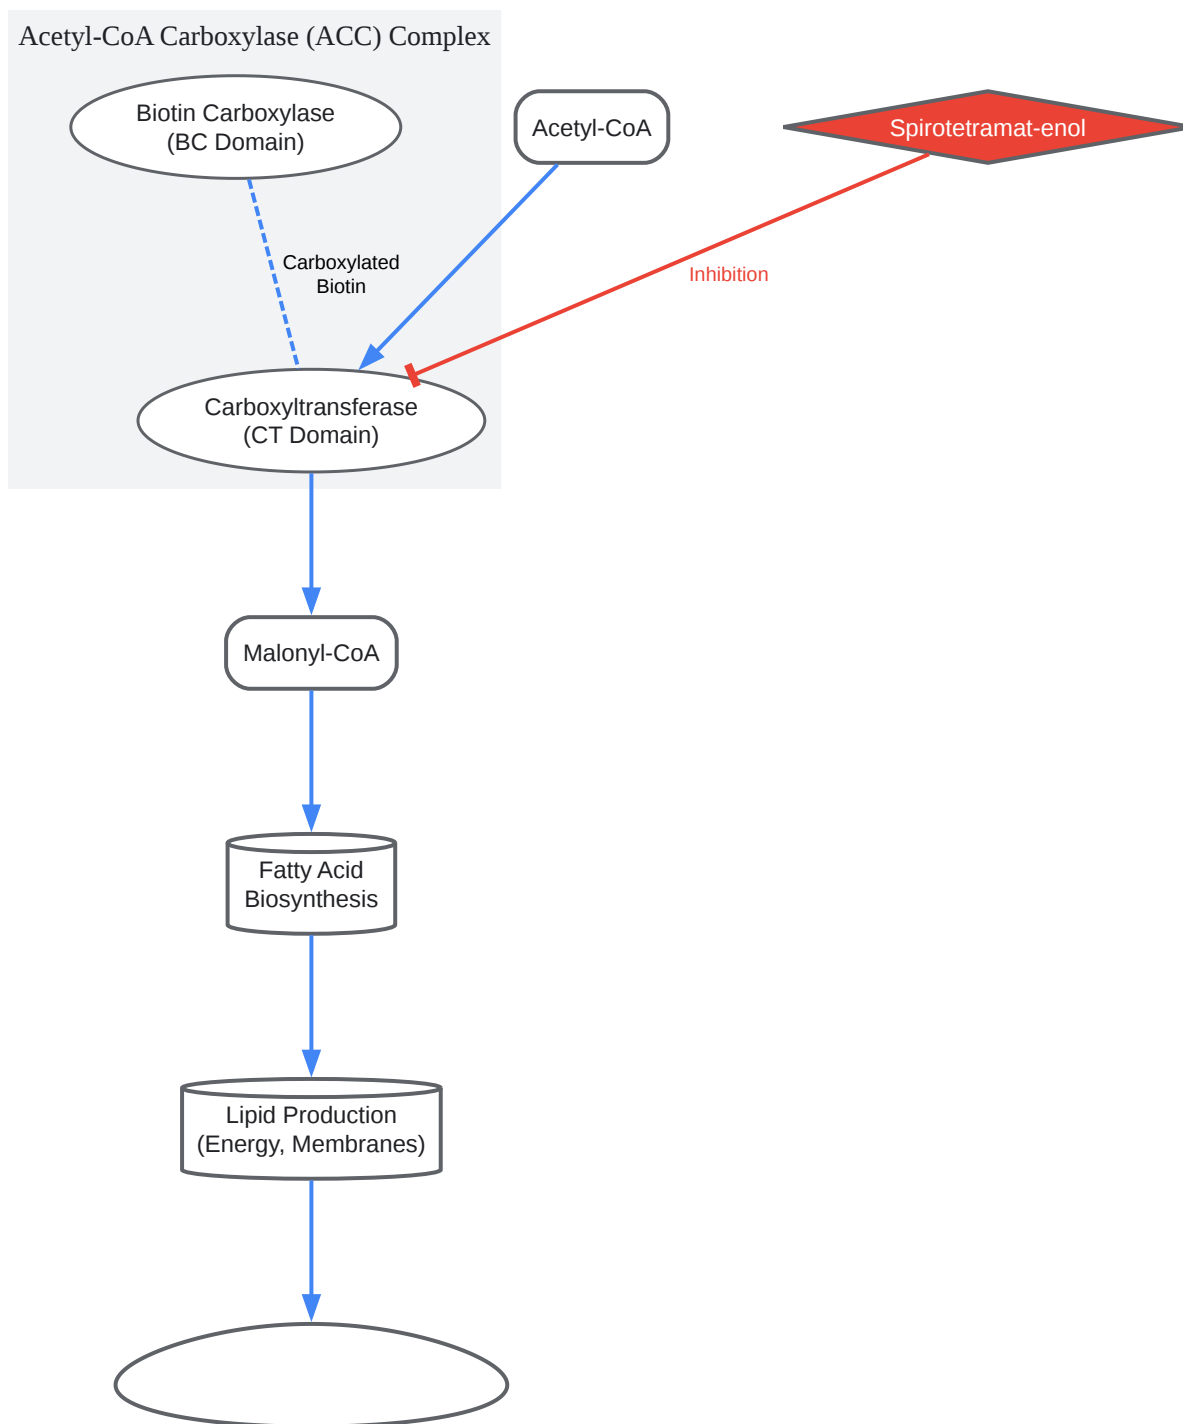 Acetyl-CoA Carboxylase (ACC) Complex
Biotin Carboxylase
(BC Domain)
Acetyl-CoA
Spirotetramat-enol
Carboxylated
Biotin
Inhibition
Carboxyltransferase
(CT Domain)
Malonyl-CoA
Fatty Acid
Biosynthesis
Lipid Production
(Energy, Membranes)